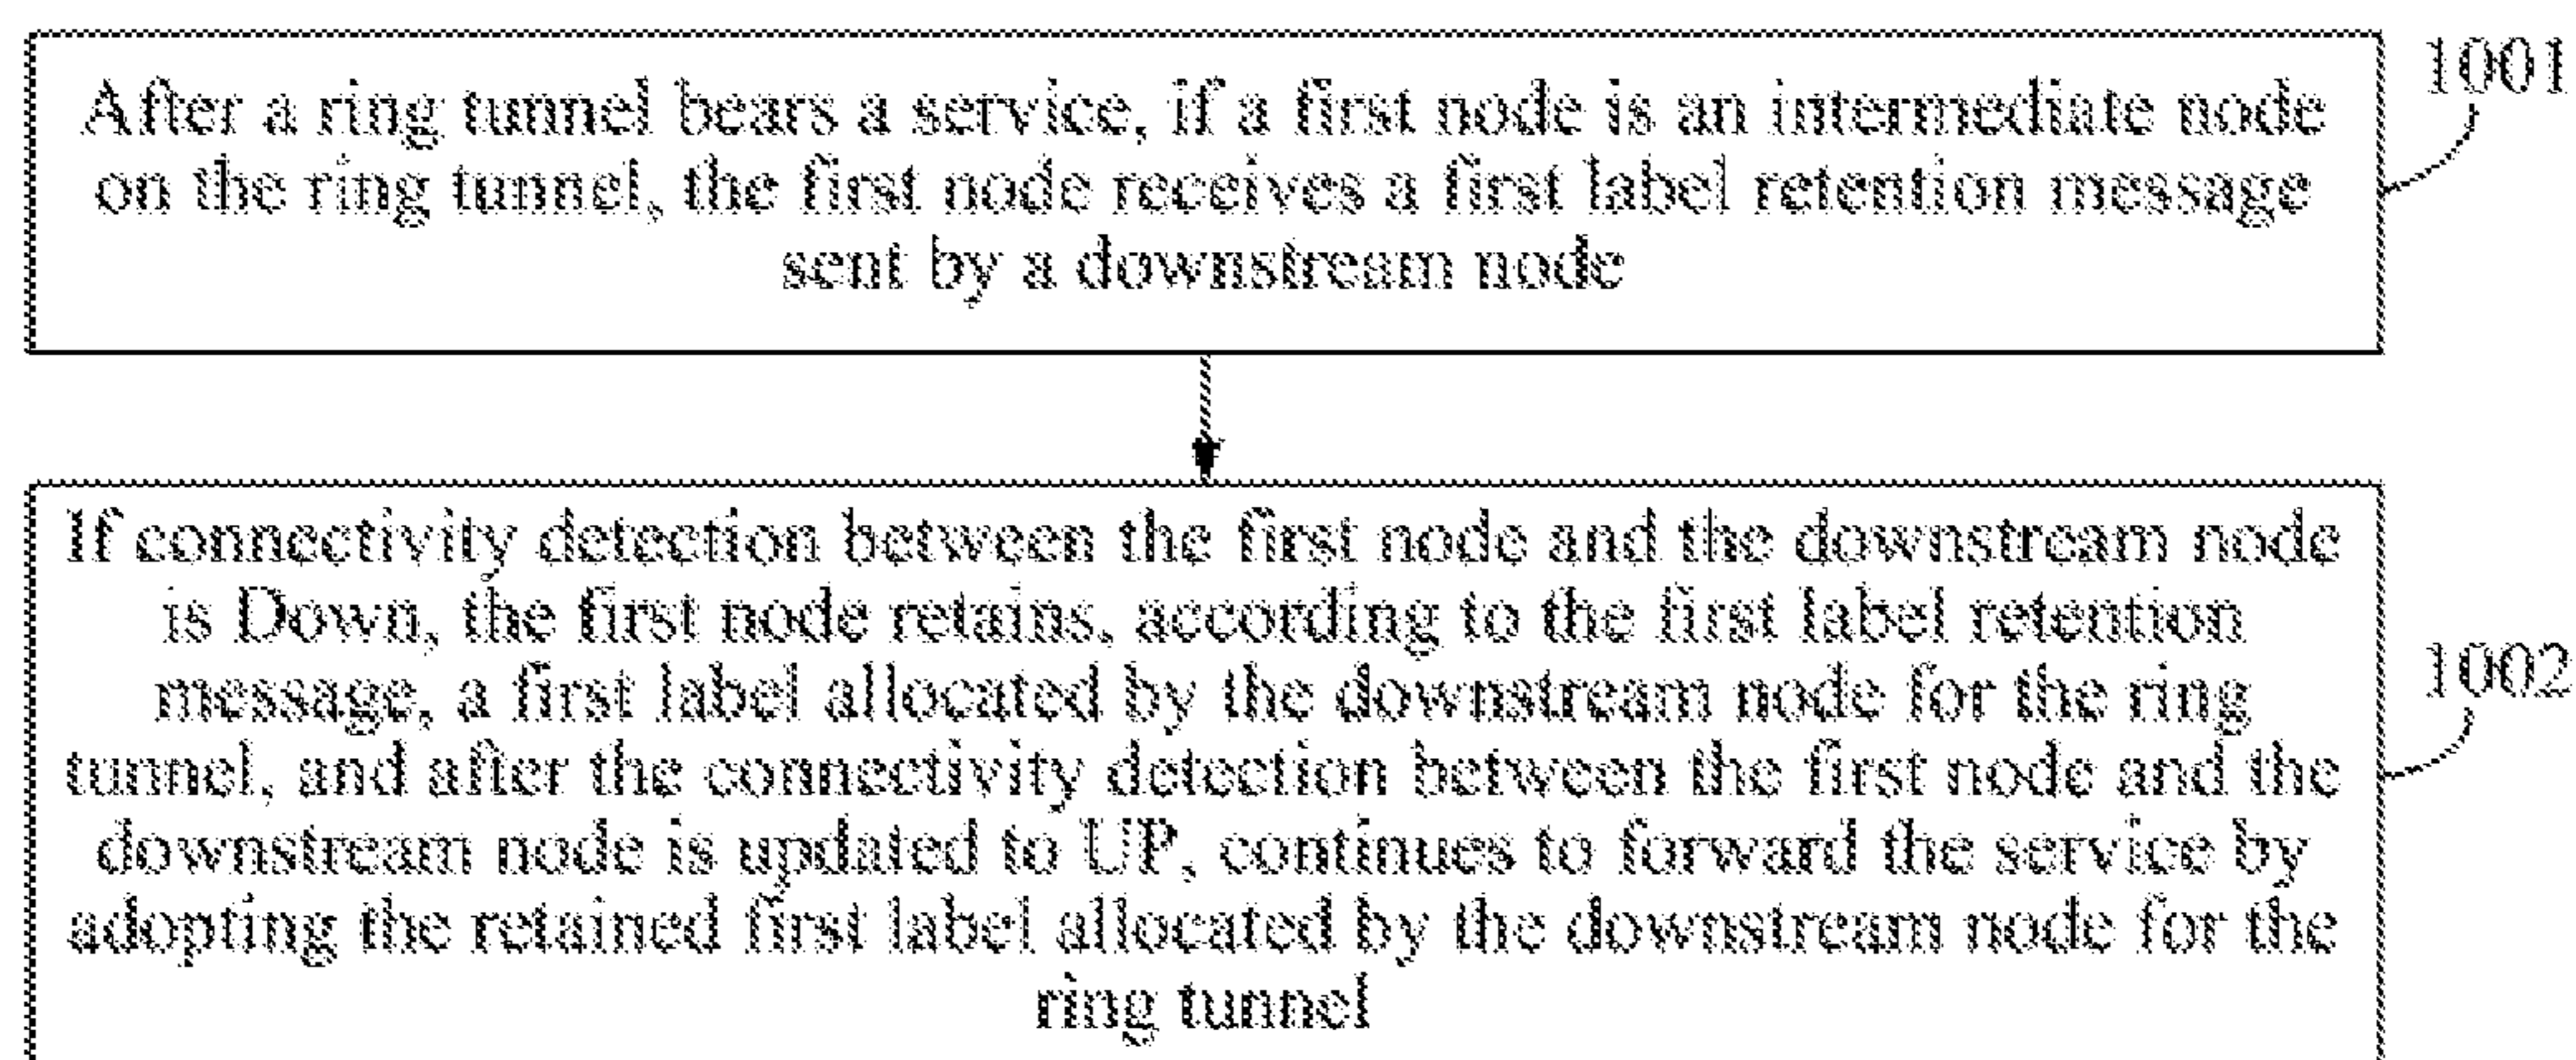 After a ring tunnel bears a service, if a first node is an intermediate node
on the ring tunnel, the first node receives a first label retention message
sent by a downstream node
1001
If connectivity detection between the first node and the downstream node
is Down, the first node retains, according to the first label retention
message, a first label allocated by the downstream node for the ring
tunnel, and after the connectivity detection between the first node and the
downstream node is updated to UP, continues to forward the service by
adopting the retained first label allocated by the downstream node for the
ring tunnel
1002